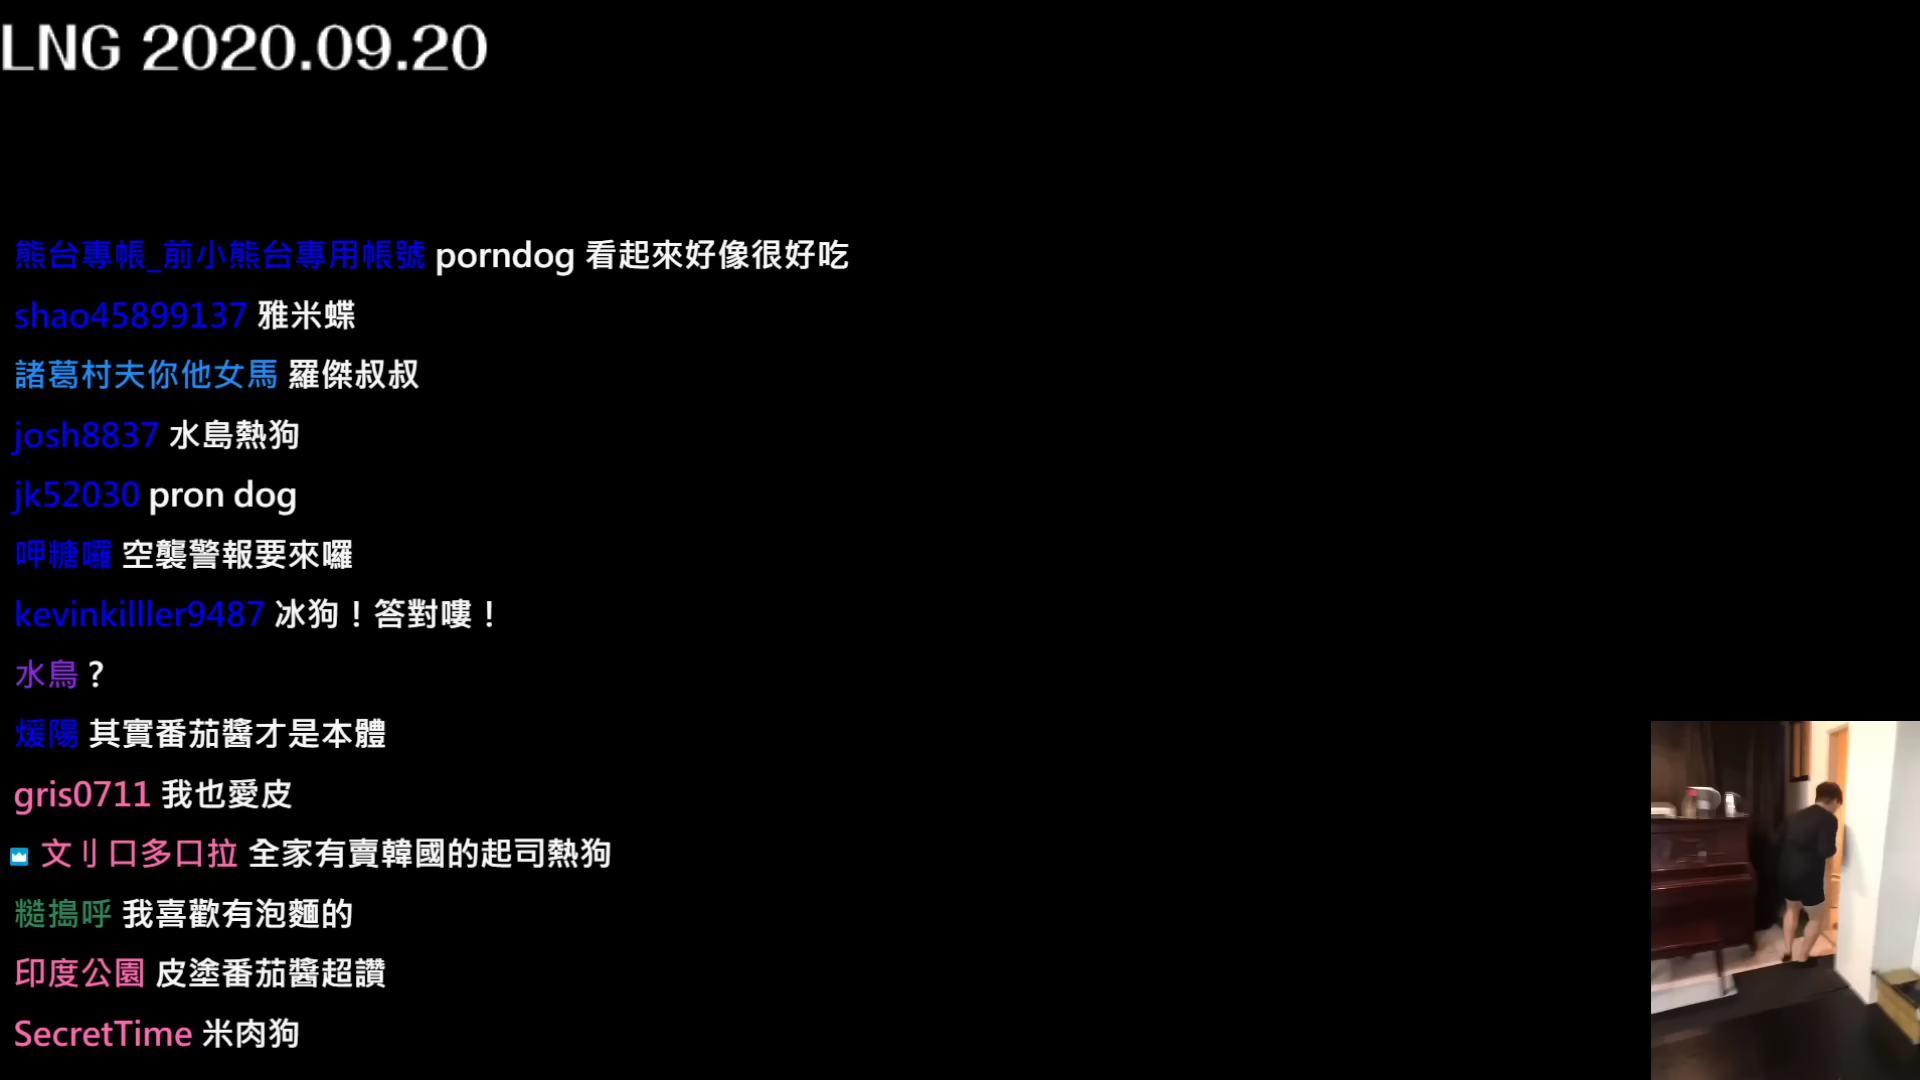 LNG 2020.09.20
熊台專帳_前小熊台專用帳號 porndog 看起來好像很好吃
shao45899137 雅米蝶
諸葛村夫你他女馬 羅傑叔叔
josh8837 水島熱狗
jk52030 pron dog
呷糖囉 空襲警報要來囉
kevinkilller9487 冰狗！答對嘍！
水鳥 ?
煖陽 其實番茄醬才是本體
gris0711 我也愛皮
文刂口多口拉 全家有賣韓國的起司熱狗
糙搗呼 我喜歡有泡麵的
印度公園 皮塗番茄醬超讚
SecretTime 米肉狗